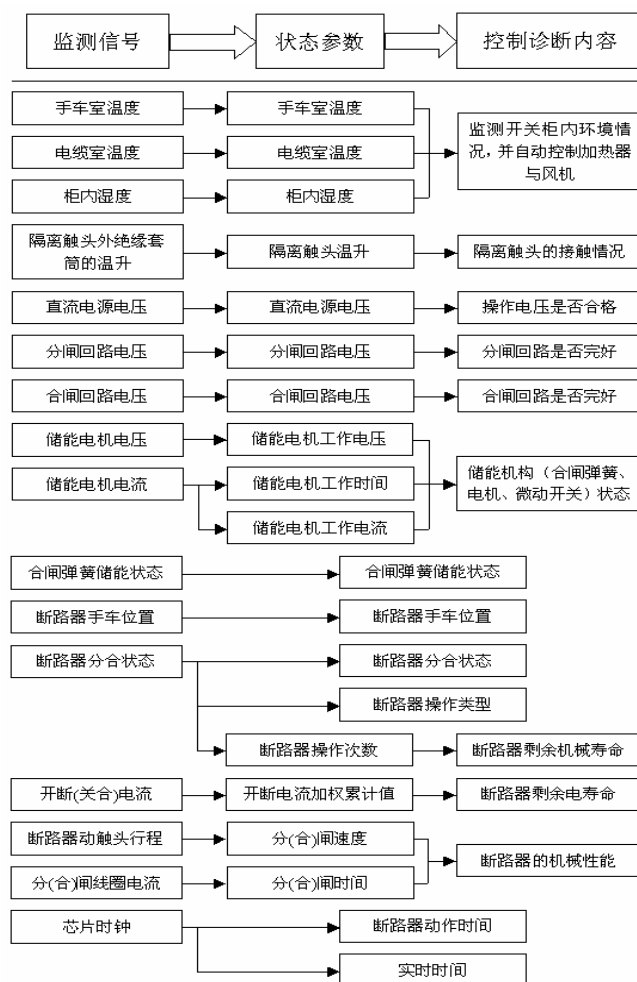 监测信号
状态参数
控制诊断内容
手车室温度
手车室温度
电缆室温度
电缆室温度
柜内湿度
柜内湿度
监测开关柜内环境情
况,并自动控制加热器
与风机
隔离触头外绝缘套
筒的温升
隔离触头温升
隔离触头的接触情况
直流电源电压
直流电源电压
操作电压是否合格
分闸回路电压
分闸回路电压
分闸回路是否完好
合闸回路电压
合闸回路电压
合闸回路是否完好
储能电机电压
储能电机工作电压
储能电机电流
储能电机工作时间
储能电机工作电流
储能机构(合闸弹簧、
电机、微动开关)状态
合闸弹簧储能状态
合闸弹簧储能状态
断路器手车位置
断路器手车位置
断路器分合状态
断路器分合状态
断路器操作类型
断路器操作次数
断路器剩余机械寿命
开断(关合)电流
开断电流加权累计值
断路器剩余电寿命
断路器动触头行程
分(合)闸速度
分(合)闸线圈电流
分(合)闸时间
断路器的机械性能
芯片时钟
断路器动作时间
实时时间